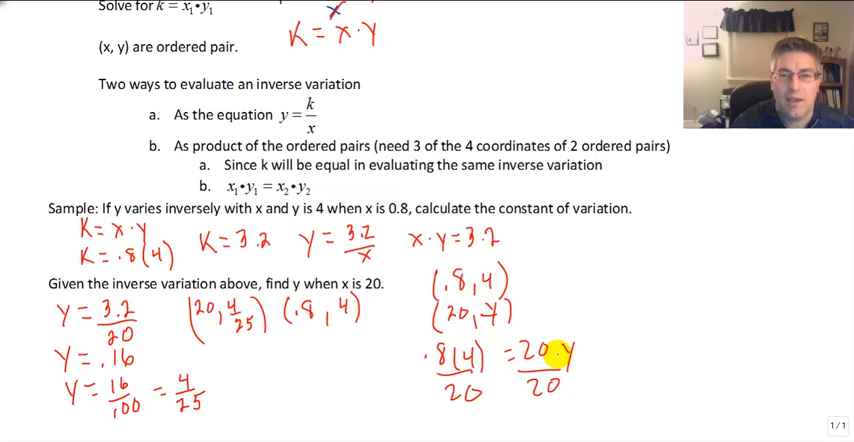 Solve for k = x₁•y₁
x
K = x · y
(x, y) are ordered pair.
Two ways to evaluate an inverse variation
a. As the equation y = k/x
b. As product of the ordered pairs (need 3 of the 4 coordinates of 2 ordered pairs)
a. Since k will be equal in evaluating the same inverse variation
b. x₁•y₁ = x₂•y₂
Sample: If y varies inversely with x and y is 4 when x is 0.8, calculate the constant of variation.
K = x · y
K = .8(4) K = 3.2 y = 3.2/x x · y = 3.2
(.8, 4)
Given the inverse variation above, find y when x is 20.
y = 3.2/20 (20, 4/25) (.8, 4) (20, y)
y = .16
.8(4)/20 = 20·y/20
y = 16/100 = 4/25
1/1